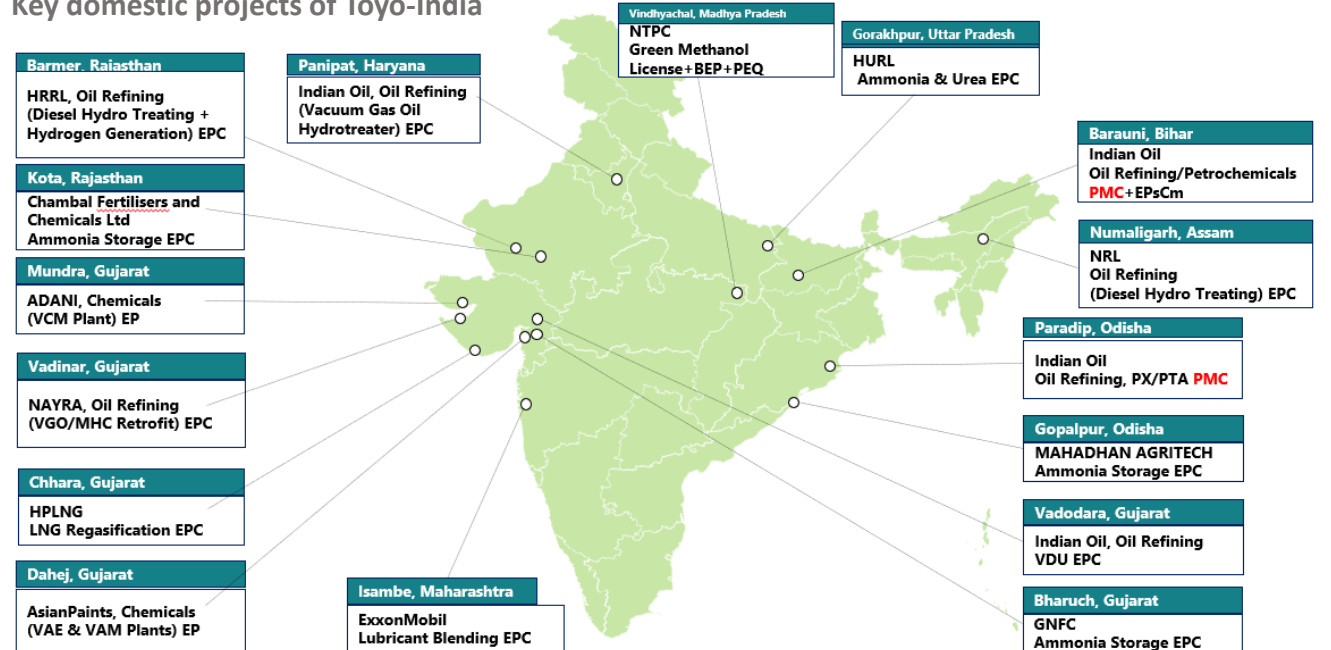 Key domestic projects of Toyo-India
Barmer, Rajasthan
HRRL, Oil Refining
(Diesel Hydro Treating +
Hydrogen Generation) EPC
Kota, Rajasthan
Chambal Fertilisers and
Chemicals Ltd
Ammonia Storage EPC
Mundra, Gujarat
ADANI, Chemicals
(VCM Plant) EP
Vadinar, Gujarat
NAYRA, Oil Refining
(VGO/MHC Retrofit) EPC
Chhara, Gujarat
HPLNG
LNG Regasification EPC
Dahej, Gujarat
AsianPaints, Chemicals
(VAE & VAM Plants) EP
Panipat, Haryana
Indian Oil, Oil Refining
(Vacuum Gas Oil
Hydrotreater) EPC
Isambe, Maharashtra
ExxonMobil
Lubricant Blending EPC
Vindhyachal, Madhya Pradesh
NTPC
Green Methanol
License+BEP+PEQ
Gorakhpur, Uttar Pradesh
HURL
Ammonia & Urea EPC
Barauni, Bihar
Indian Oil
Oil Refining/Petrochemicals
PMC+EPsCm
Numaligarh, Assam
NRL
Oil Refining
(Diesel Hydro Treating) EPC
Paradip, Odisha
Indian Oil
Oil Refining, PX/PTA PMC
Gopalpur, Odisha
MAHADHAN AGRITECH
Ammonia Storage EPC
Vadodara, Gujarat
Indian Oil, Oil Refining
VDU EPC
Bharuch, Gujarat
GNFC
Ammonia Storage EPC